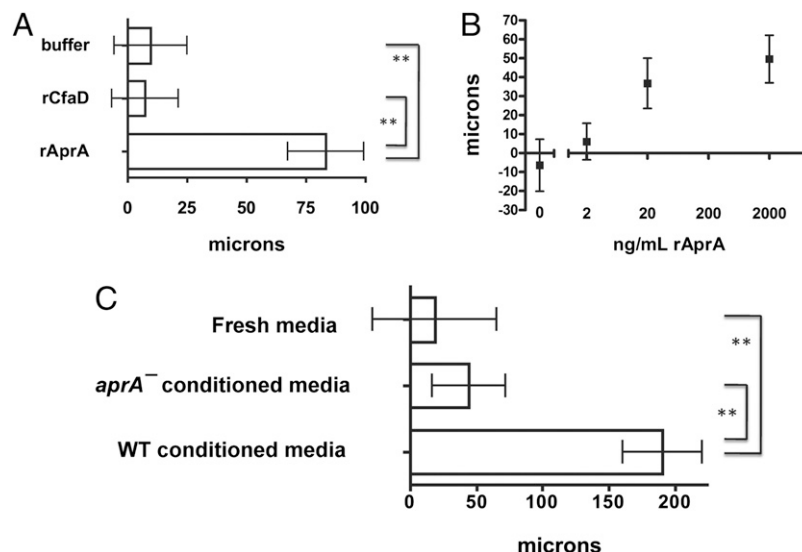 A
buffer
**
rCfaD
**
rAprA
0 25 50 75 100
microns
B
70
60
50
40
30
20
10
0
-10
-20
-30
microns
0 2 20 200 2000
ng/mL rAprA
C
Fresh media
**
aprA⁻ conditioned media
**
WT conditioned media
0 50 100 150 200
microns